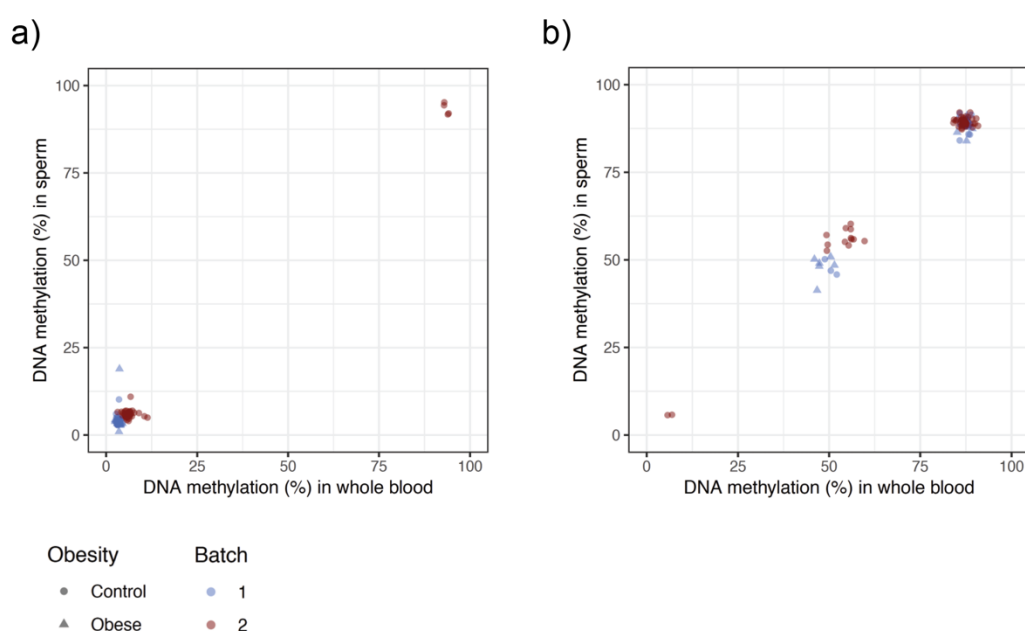 a)
DNA methylation (%) in sperm
100
75
50
25
0
0 25 50 75 100
DNA methylation (%) in whole blood
b)
DNA methylation (%) in sperm
100
75
50
25
0
0 25 50 75 100
DNA methylation (%) in whole blood
Obesity
Control
Obese
Batch
1
2